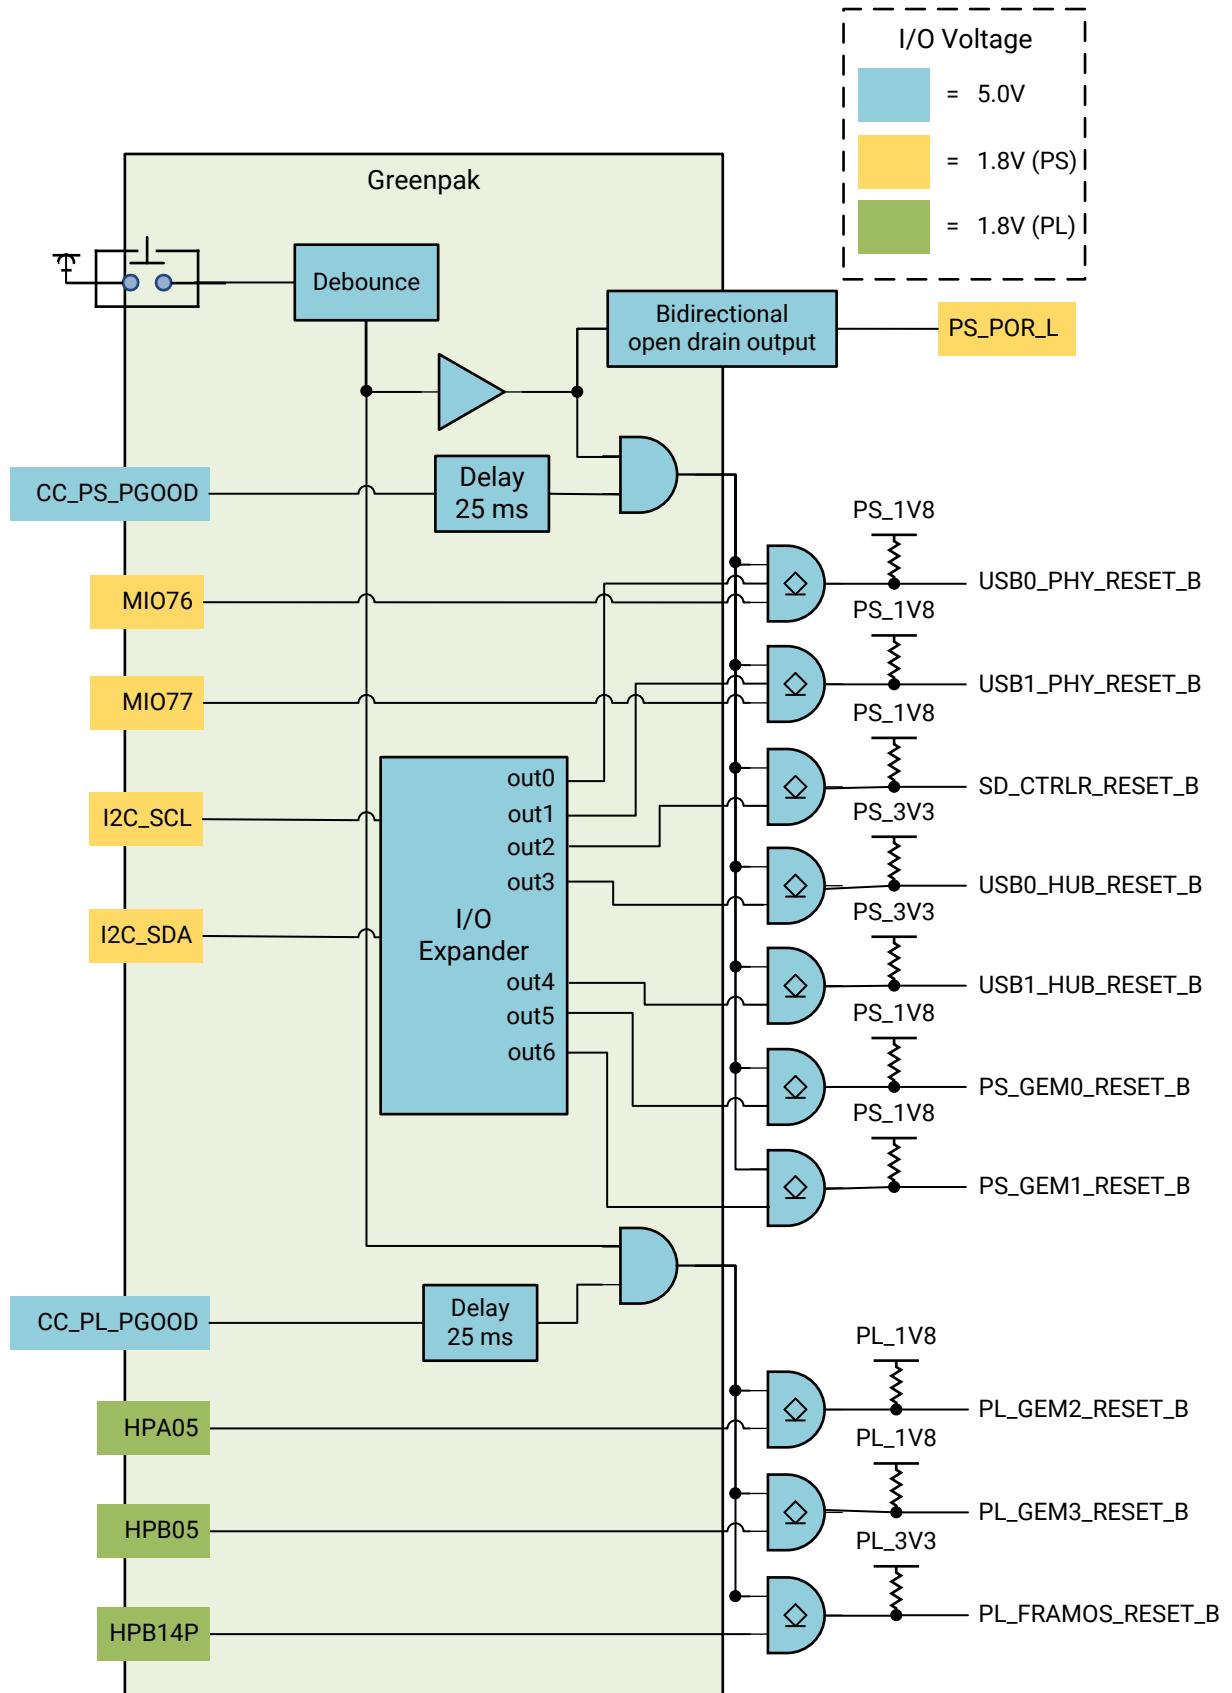 I/O Voltage
= 5.0V
= 1.8V (PS)
= 1.8V (PL)
Greenpak
Debounce
Bidirectional
open drain output
PS_POR_L
CC_PS_PGOOD
Delay
25 ms
PS_1V8
USB0_PHY_RESET_B
MIO76
PS_1V8
USB1_PHY_RESET_B
MIO77
PS_1V8
SD_CTRLR_RESET_B
I2C_SCL
I2C_SDA
out0
out1
out2
out3
I/O
Expander
out4
out5
out6
PS_3V3
USB0_HUB_RESET_B
PS_3V3
USB1_HUB_RESET_B
PS_1V8
PS_GEM0_RESET_B
PS_1V8
PS_GEM1_RESET_B
CC_PL_PGOOD
Delay
25 ms
PL_1V8
PL_GEM2_RESET_B
HPA05
PL_1V8
PL_GEM3_RESET_B
HPB05
PL_3V3
PL_FRAMOS_RESET_B
HPB14P